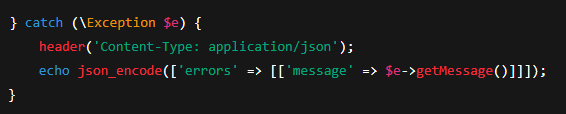 } catch (\Exception $e) {
    header('Content-Type: application/json');
    echo json_encode(['errors' => [['message' => $e->getMessage()]]]);
}